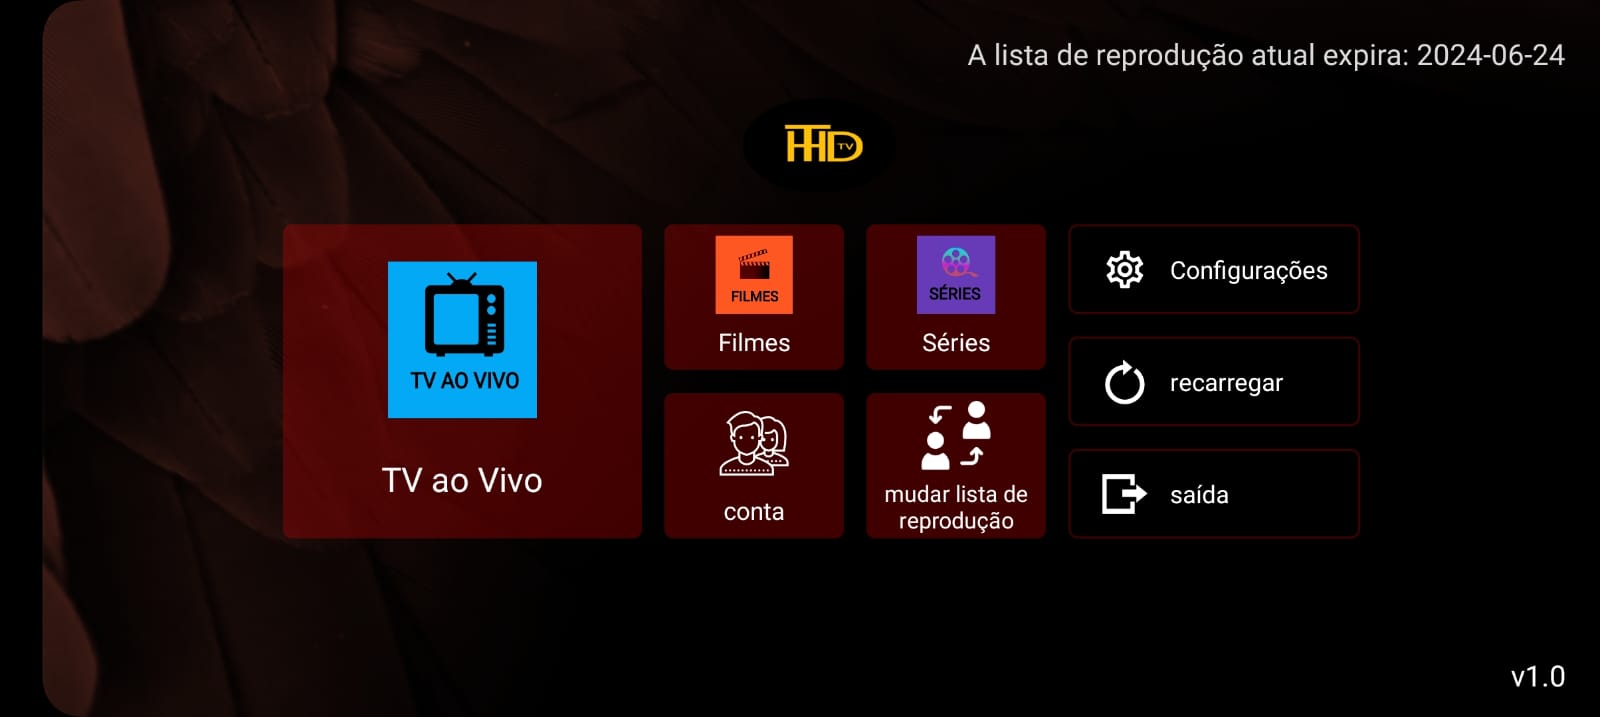 A lista de reprodução atual expira: 2024-06-24
THD TV
TV AO VIVO
TV ao Vivo
FILMES
Filmes
SÉRIES
Séries
conta
mudar lista de
reprodução
Configurações
recarregar
saída
v1.0